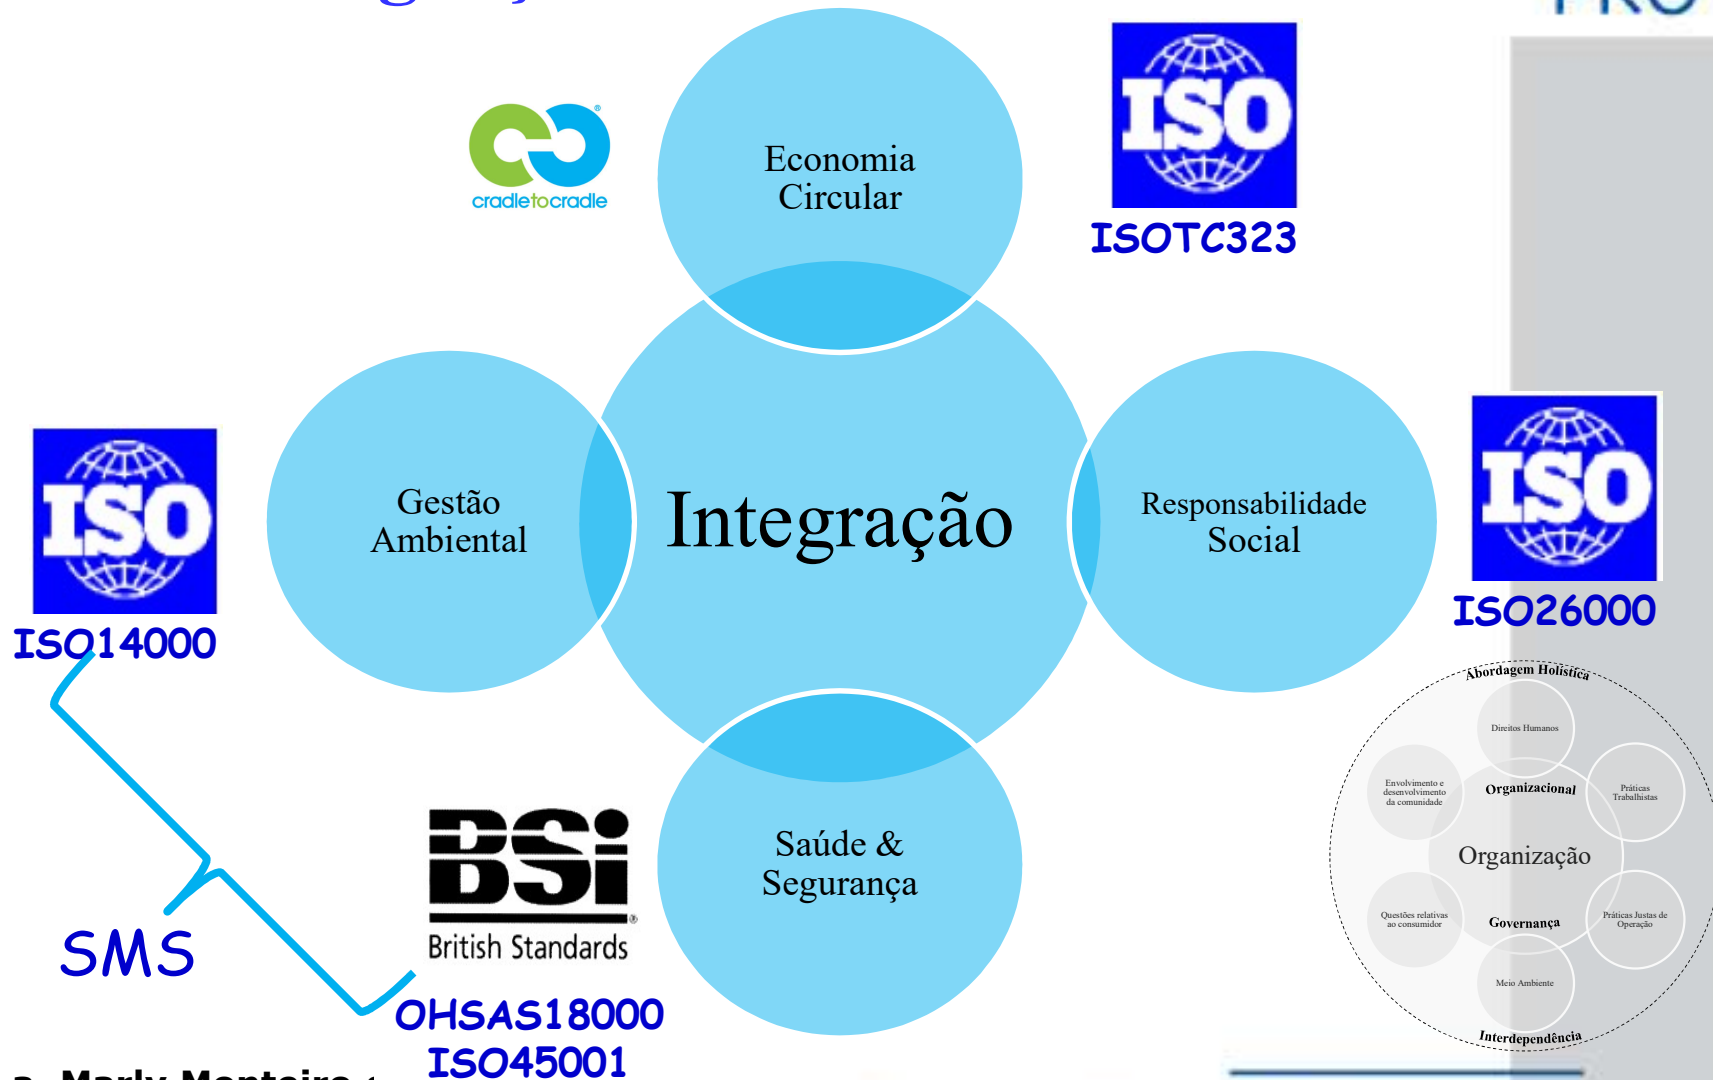 ISO
cradletocradle
Economia
Circular
ISOTC323
ISO
Gestão
Ambiental
Integração
Responsabilidade
Social
ISO
ISO14000
ISO26000
Abordagem Holística
Direitos Humanos
Envolvimento e
desenvolvimento
da comunidade
Organizacional
Práticas
Trabalhistas
Organização
Questões relativas
ao consumidor
Governança
Práticas Justas de
Operação
Meio Ambiente
Interdependência
Saúde &
Segurança
BSi
British Standards
SMS
OHSAS18000
ISO45001
a. Marly Monteiro